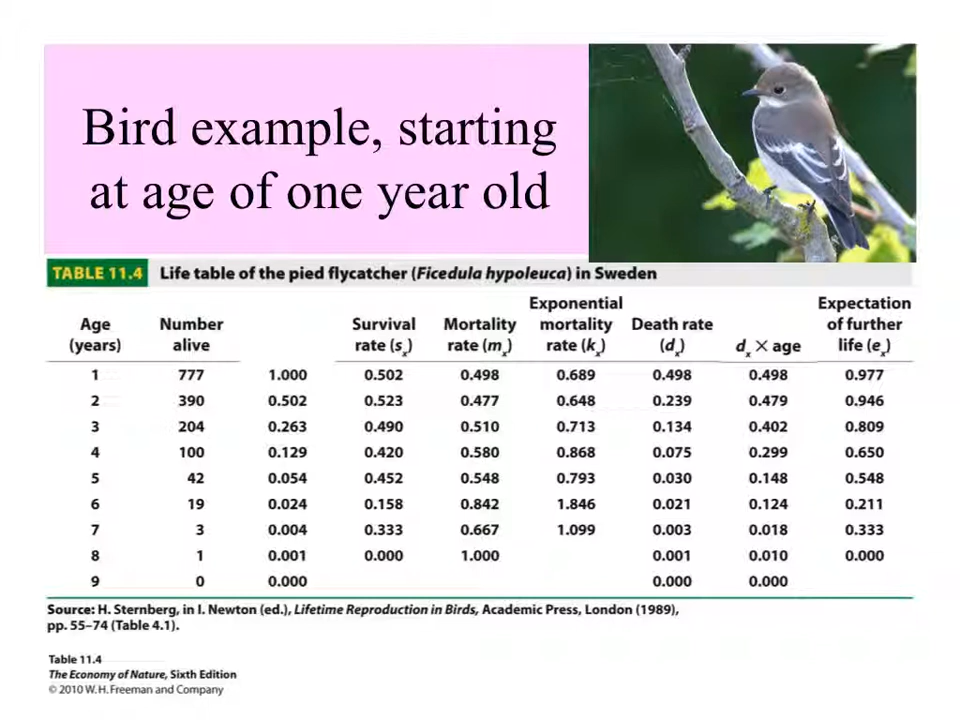 Bird example, starting
at age of one year old
TABLE 11.4 Life table of the pied flycatcher (Ficedula hypoleuca) in Sweden
Exponential Expectation
Age Number Survival Mortality mortality Death rate of further
(years) alive rate (sx) rate (mx) rate (kx) (dx) dx × age life (ex)
1 777 1.000 0.502 0.498 0.689 0.498 0.498 0.977
2 390 0.502 0.523 0.477 0.648 0.239 0.479 0.946
3 204 0.263 0.490 0.510 0.713 0.134 0.402 0.809
4 100 0.129 0.420 0.580 0.868 0.075 0.299 0.650
5 42 0.054 0.452 0.548 0.793 0.030 0.148 0.548
6 19 0.024 0.158 0.842 1.846 0.021 0.124 0.211
7 3 0.004 0.333 0.667 1.099 0.003 0.018 0.333
8 1 0.001 0.000 1.000 0.001 0.010 0.000
9 0 0.000 0.000 0.000
Source: H. Sternberg, in I. Newton (ed.), Lifetime Reproduction in Birds, Academic Press, London (1989),
pp. 55–74 (Table 4.1).
Table 11.4
The Economy of Nature, Sixth Edition
© 2010 W. H. Freeman and Company